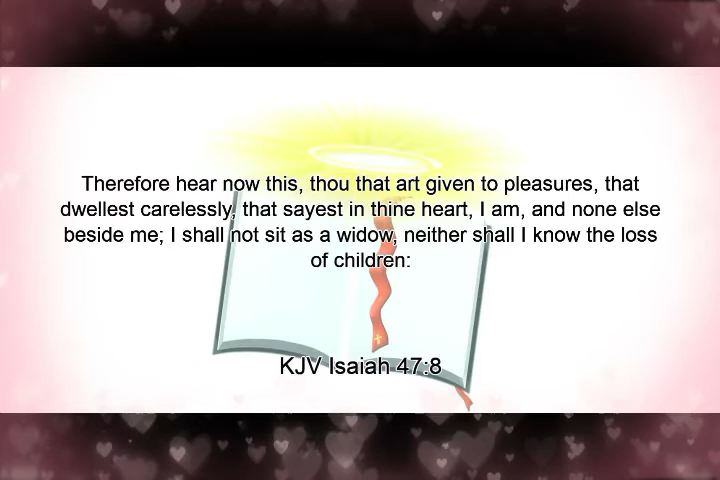 Therefore hear now this, thou that art given to pleasures, that
dwellest carelessly, that sayest in thine heart, I am, and none else
beside me; I shall not sit as a widow, neither shall I know the loss
of children:
KJV Isaiah 47:8